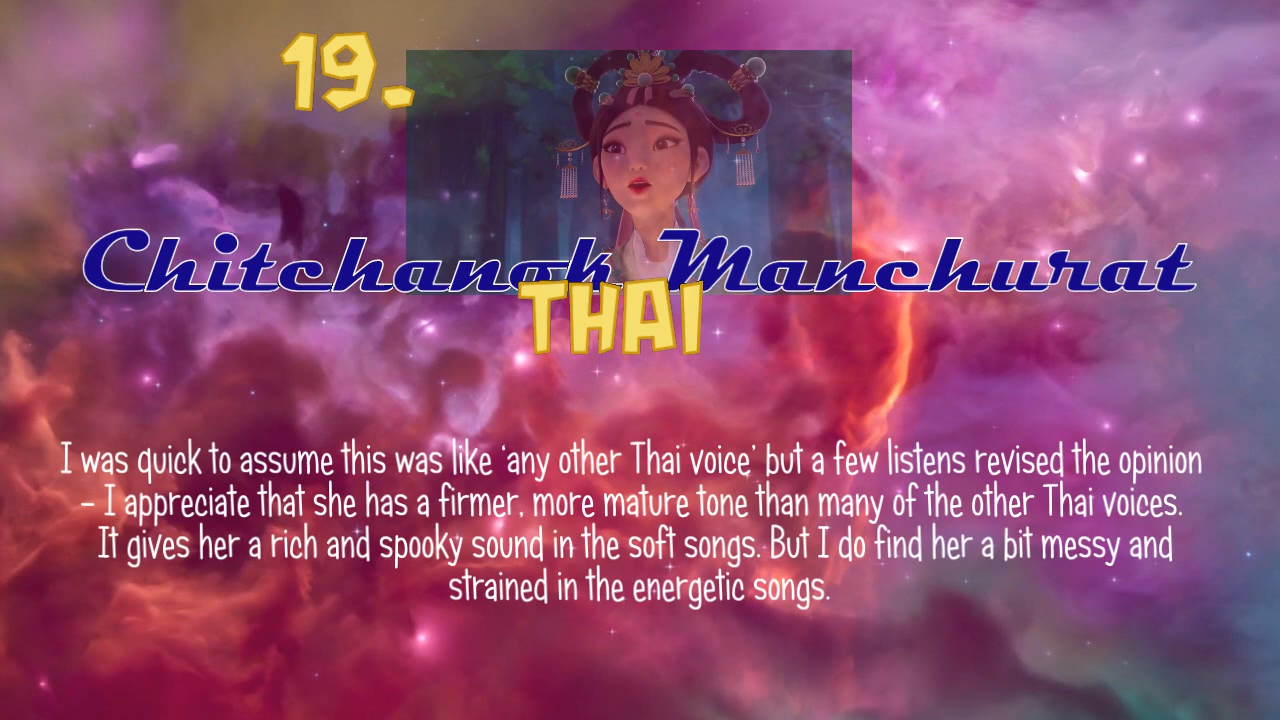 19.
Chitchanok Manchurat
THAI
I was quick to assume this was like ‘any other Thai voice’ but a few listens revised the opinion
– I appreciate that she has a firmer, more mature tone than many of the other Thai voices.
It gives her a rich and spooky sound in the soft songs. But I do find her a bit messy and
strained in the energetic songs.